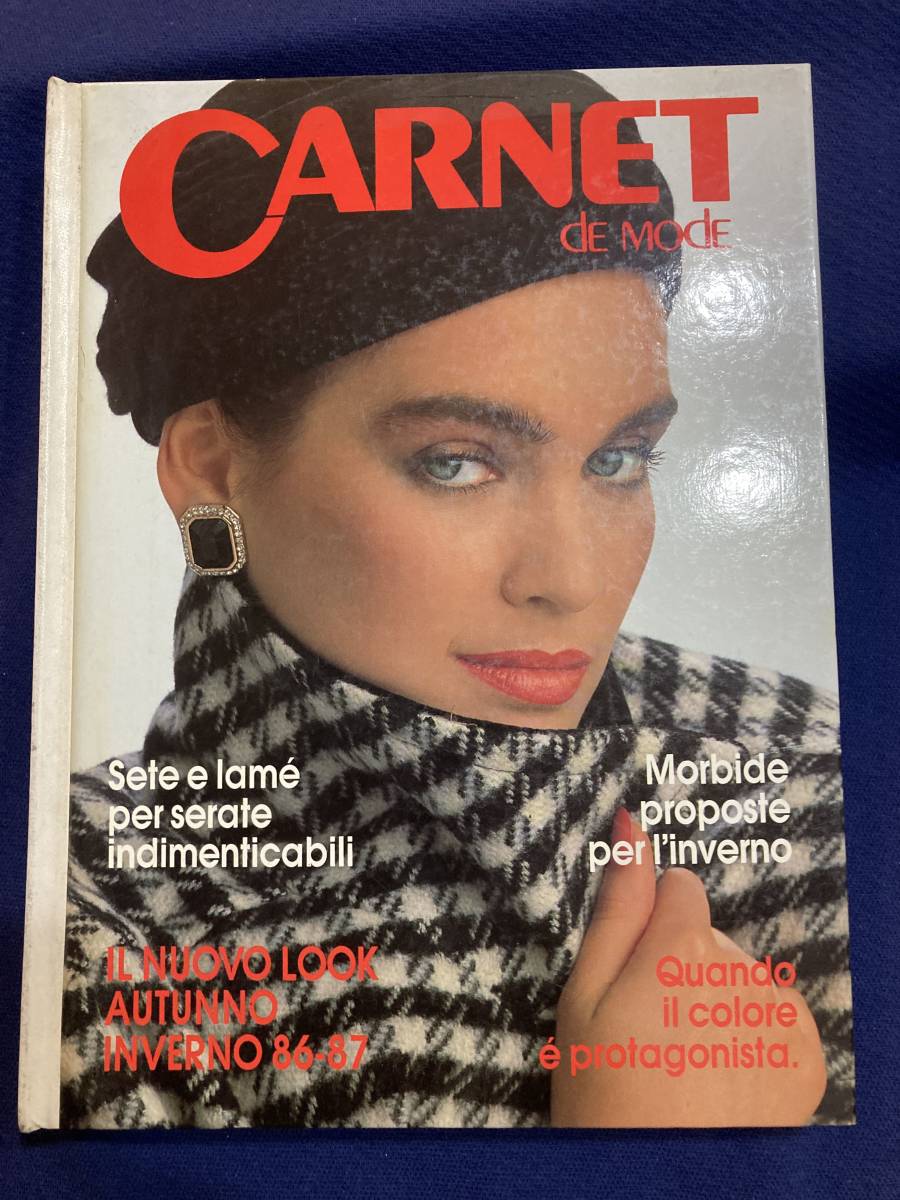 CARNET
de Mode
Sete e lamé
per serate
indimenticabili
Morbide
proposte
per l'inverno
IL NUOVO LOOK
AUTUNNO
INVERNO 86-87
Quando
il colore
é protagonista.